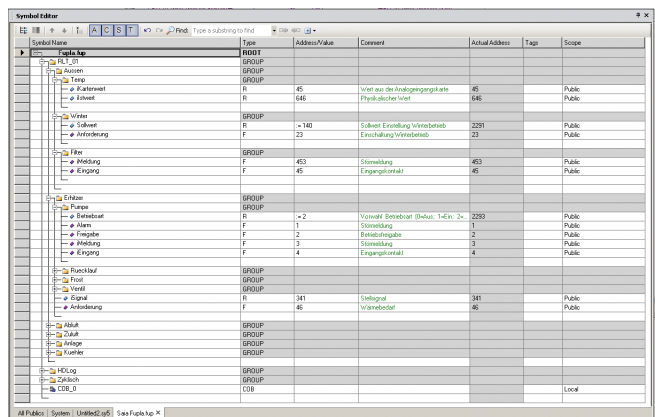 Symbol Editor
A C S T Find: Type a substring to find
Symbol Name Type Address/Value Comment Actual Address Tags Scope
Fupla.fup ROOT
RLT_01 GROUP
Aussen GROUP
Temp GROUP
iKartenwert R 45 Wert aus der Analogeingangskarte 45 Public
iIstwert R 646 Physikalischer Wert 646 Public
Winter GROUP
Sollwert R := 140 Sollwert Einstellung Winterbetrieb 2291 Public
Anforderung F 23 Einschaltung Winterbetrieb 23 Public
Filter GROUP
iMeldung F 453 Störmeldung 453 Public
iEingang F 45 Eingangskontakt 45 Public
Erhitzer GROUP
Pumpe GROUP
Betriebsart R := 2 Vorwahl Betriebsart (0=Aus; 1=Ein; 2=... 2293 Public
Alarm F 1 Störmeldung 1 Public
Freigabe F 2 Betriebsfreigabe 2 Public
iMeldung F 3 Störmeldung 3 Public
iEingang F 4 Eingangskontakt 4 Public
Ruecklauf GROUP
Frost GROUP
Ventil GROUP
iSignal R 341 Stellsignal 341 Public
Anforderung F 46 Wärmebedarf 46 Public
Abluft GROUP
Zuluft GROUP
Anlage GROUP
Kuehler GROUP
HDLog GROUP
Zyklisch GROUP
COB_0 COB Local
All Publics System Untitled2.sy5 Saia Fupla.fup